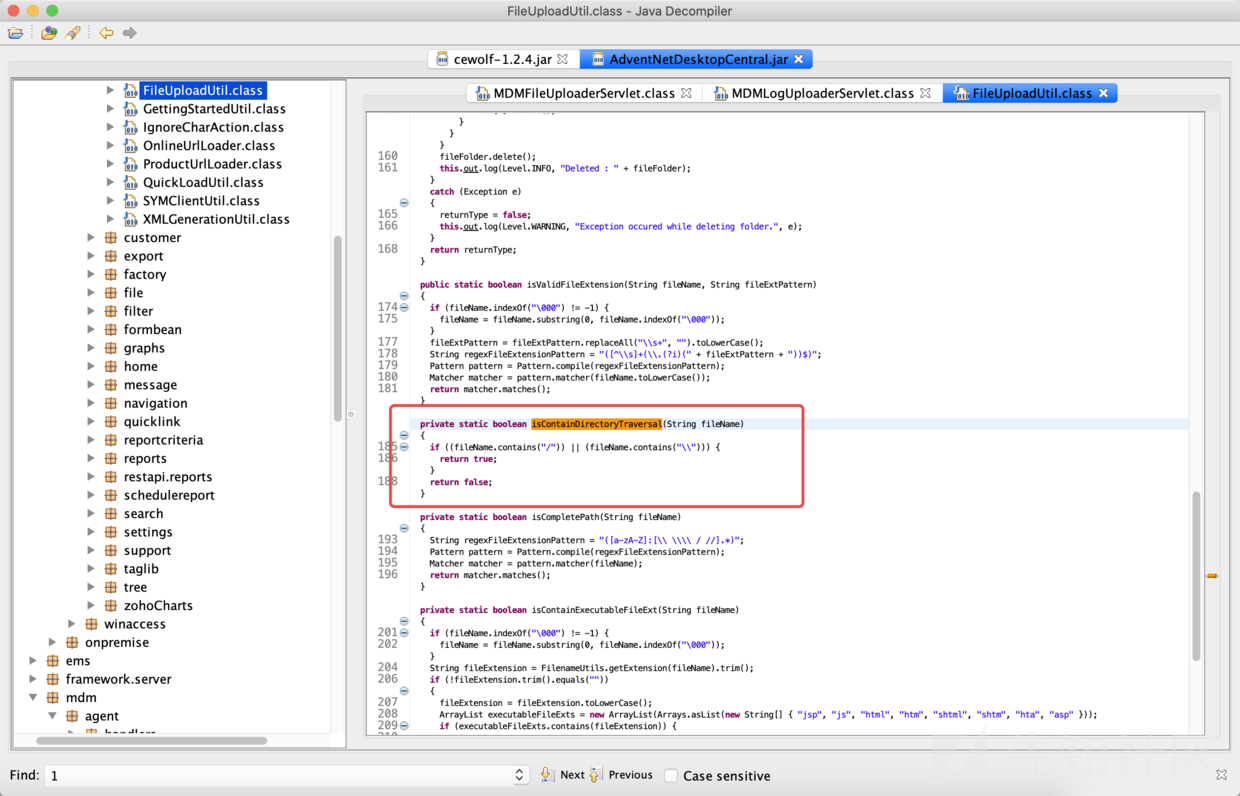 FileUploadUtil.class - Java Decompiler
cewolf-1.2.4.jar
AdventNetDesktopCentral.jar
FileUploadUtil.class
GettingStartedUtil.class
IgnoreCharAction.class
OnlineUrlLoader.class
ProductUrlLoader.class
QuickLoadUtil.class
SYMClientUtil.class
XMLGenerationUtil.class
customer
export
factory
file
filter
formbean
graphs
home
message
navigation
quicklink
reportcriteria
reports
restapi.reports
schedulereport
search
settings
support
taglib
tree
zohoCharts
winaccess
onpremise
ems
framework.server
mdm
agent
handlers
MDMFileUploaderServlet.class
MDMLogUploaderServlet.class
FileUploadUtil.class
}
}
}
160 fileFolder.delete();
161 this.out.log(Level.INFO, "Deleted : " + fileFolder);
}
catch (Exception e)
{
165 returnType = false;
166 this.out.log(Level.WARNING, "Exception occured while deleting folder.", e);
}
168 return returnType;
}
public static boolean isValidFileExtension(String fileName, String fileExtPattern)
{
174 if (fileName.indexOf("\000") != -1) {
175 fileName = fileName.substring(0, fileName.indexOf("\000"));
}
177 fileExtPattern = fileExtPattern.replaceAll("\\s+", "").toLowerCase();
178 String regexFileExtensionPattern = "([^\\s]+(\\.(?i)(" + fileExtPattern + "))$)";
179 Pattern pattern = Pattern.compile(regexFileExtensionPattern);
180 Matcher matcher = pattern.matcher(fileName.toLowerCase());
181 return matcher.matches();
}
private static boolean isContainDirectoryTraversal(String fileName)
{
185 if ((fileName.contains("/")) || (fileName.contains("\\"))) {
186 return true;
}
188 return false;
}
private static boolean isCompletePath(String fileName)
{
193 String regexFileExtensionPattern = "([a-zA-Z]:[\\ \\\\ / //].*)";
194 Pattern pattern = Pattern.compile(regexFileExtensionPattern);
195 Matcher matcher = pattern.matcher(fileName);
196 return matcher.matches();
}
private static boolean isContainExecutableFileExt(String fileName)
{
201 if (fileName.indexOf("\000") != -1) {
202 fileName = fileName.substring(0, fileName.indexOf("\000"));
}
204 String fileExtension = FilenameUtils.getExtension(fileName).trim();
206 if (!fileExtension.trim().equals(""))
{
207 fileExtension = fileExtension.toLowerCase();
208 ArrayList executableFileExts = new ArrayList(Arrays.asList(new String[] { "jsp", "js", "html", "htm", "shtml", "shtm", "hta", "asp" }));
209 if (executableFileExts.contains(fileExtension)) {
Find: 1 Next Previous Case sensitive